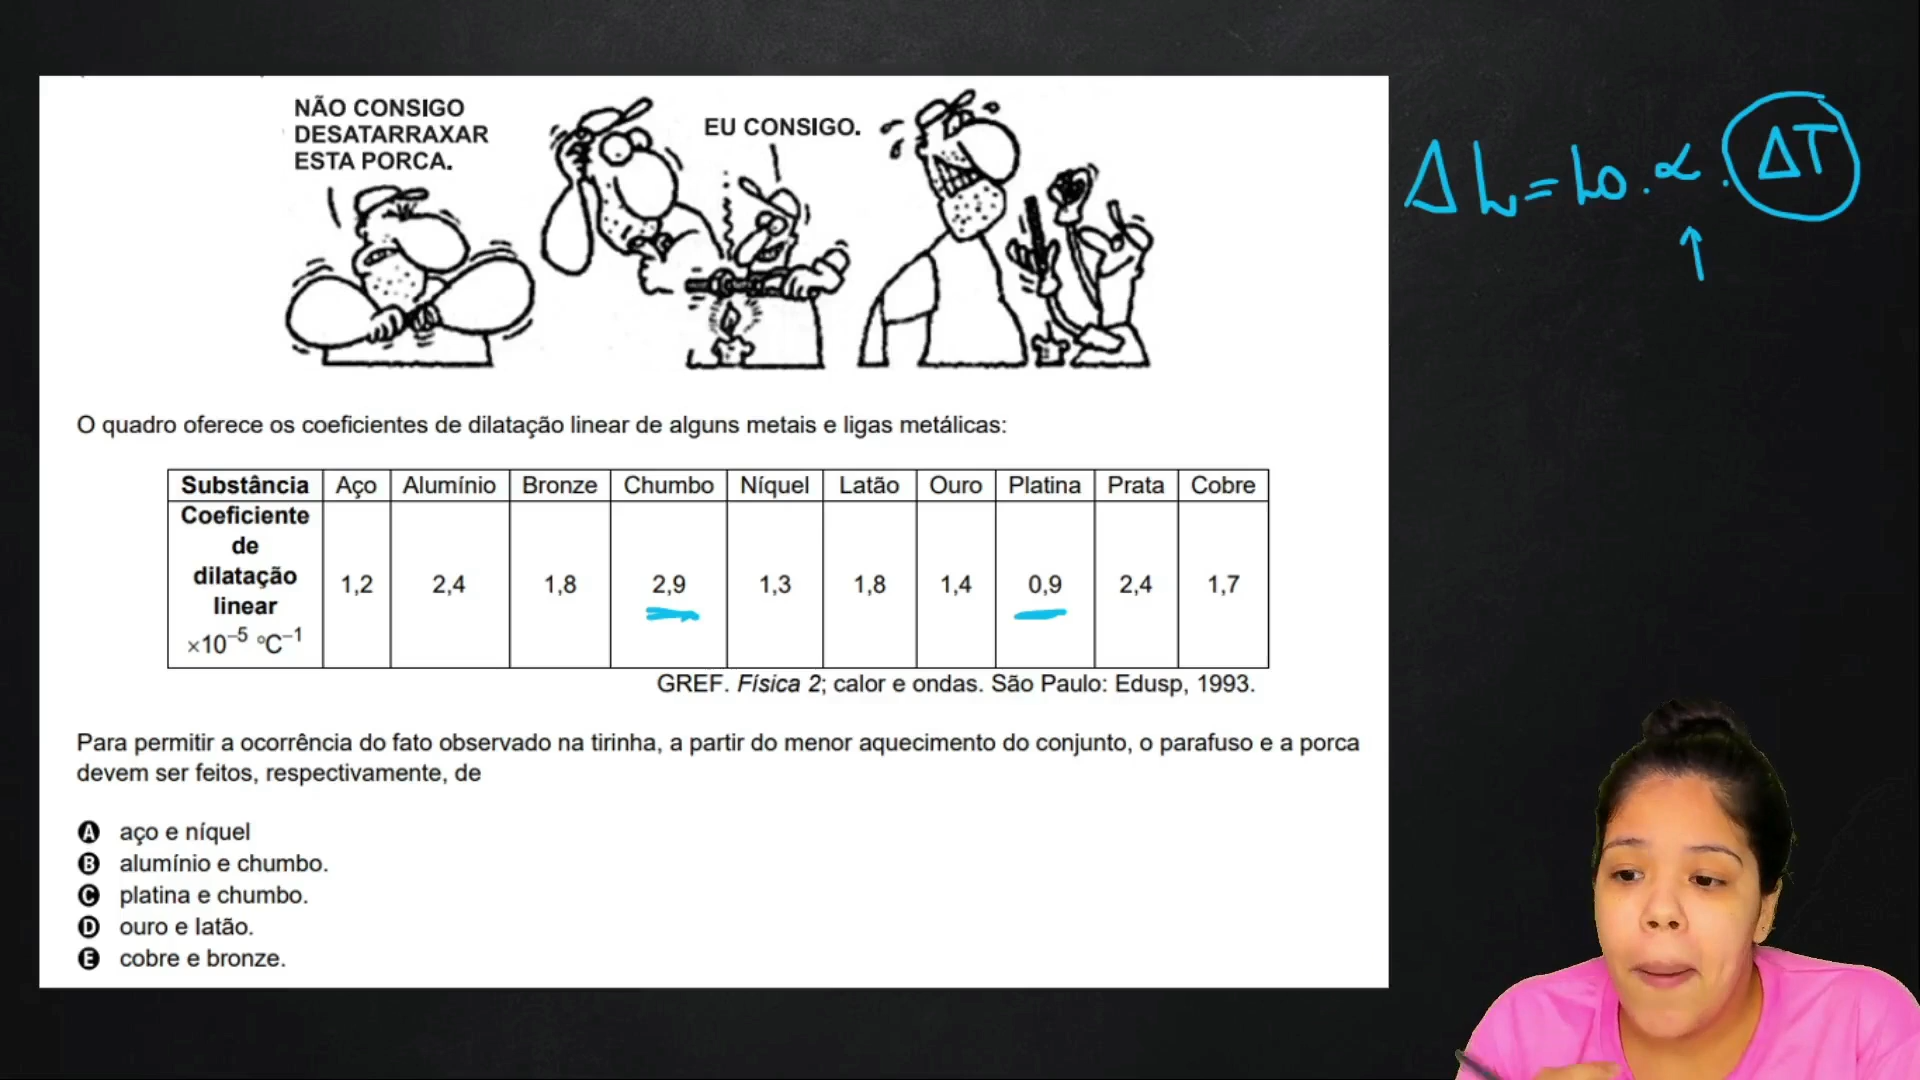 NÃO CONSIGO
DESATARRAXAR
ESTA PORCA.
EU CONSIGO.
ΔL = L0 . α . ΔT
O quadro oferece os coeficientes de dilatação linear de alguns metais e ligas metálicas:
Substância Aço Alumínio Bronze Chumbo Níquel Latão Ouro Platina Prata Cobre
Coeficiente
de
dilatação
linear
×10⁻⁵ °C⁻¹
1,2 2,4 1,8 2,9 1,3 1,8 1,4 0,9 2,4 1,7
GREF. Física 2; calor e ondas. São Paulo: Edusp, 1993.
Para permitir a ocorrência do fato observado na tirinha, a partir do menor aquecimento do conjunto, o parafuso e a porca
devem ser feitos, respectivamente, de
A aço e níquel
B alumínio e chumbo.
C platina e chumbo.
D ouro e latão.
E cobre e bronze.